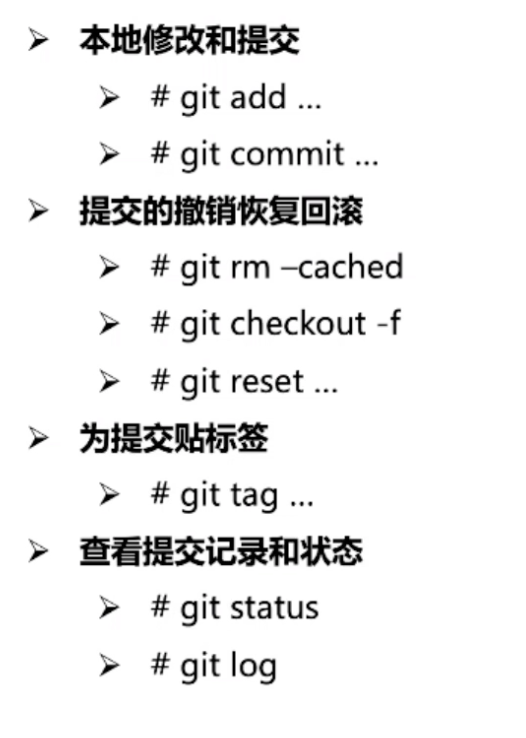 ➢ 本地修改和提交
➢ # git add ...
➢ # git commit ...
➢ 提交的撤销恢复回滚
➢ # git rm –cached
➢ # git checkout -f
➢ # git reset ...
➢ 为提交贴标签
➢ # git tag ...
➢ 查看提交记录和状态
➢ # git status
➢ # git log